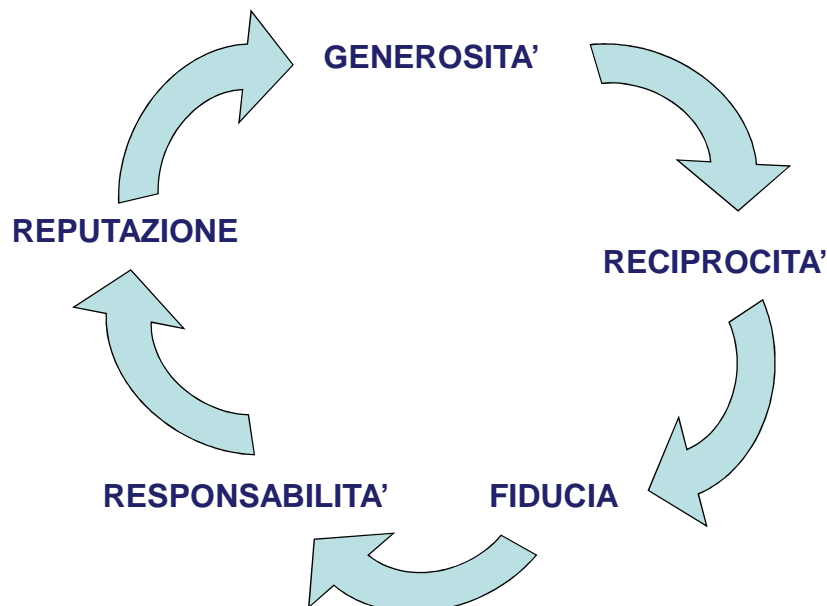 GENEROSITA’
REPUTAZIONE
RECIPROCITA’
RESPONSABILITA’ FIDUCIA